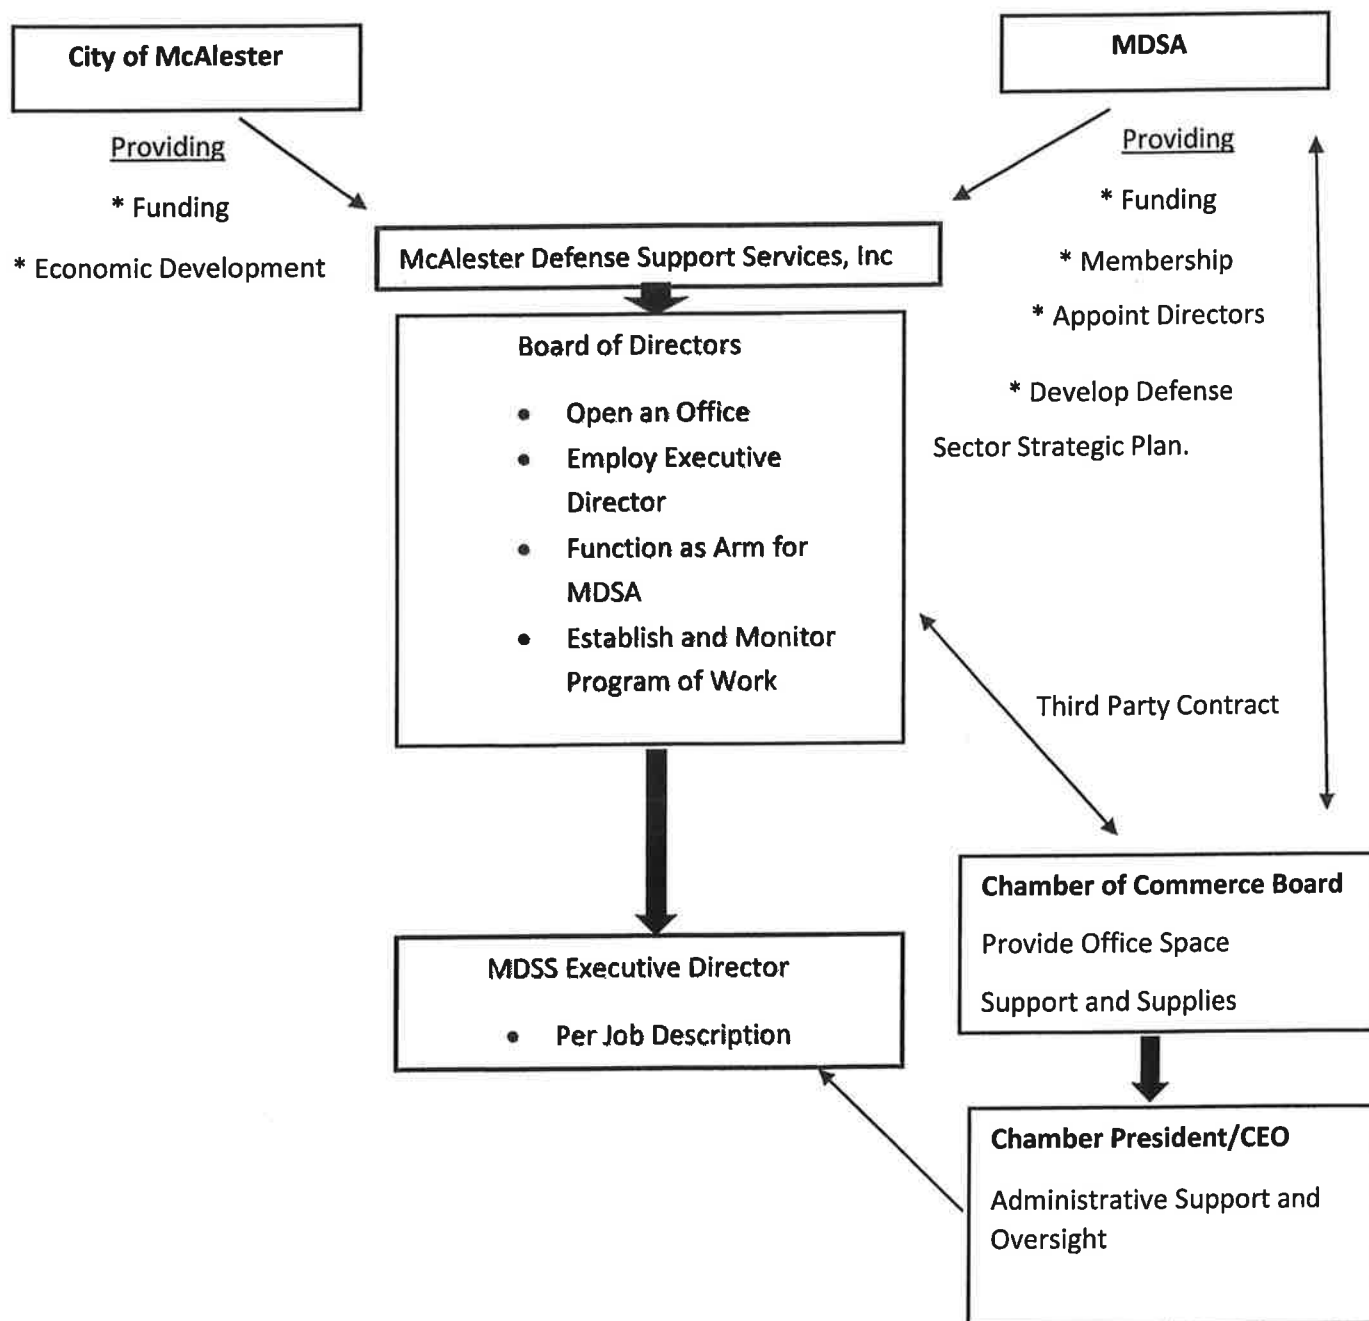 City of McAlester
MDSA
Providing
* Funding
* Economic Development
Providing
* Funding
* Membership
* Appoint Directors
* Develop Defense
Sector Strategic Plan.
McAlester Defense Support Services, Inc
Board of Directors
• Open an Office
• Employ Executive
Director
• Function as Arm for
MDSA
• Establish and Monitor
Program of Work
Third Party Contract
Chamber of Commerce Board
Provide Office Space
Support and Supplies
MDSS Executive Director
• Per Job Description
Chamber President/CEO
Administrative Support and
Oversight